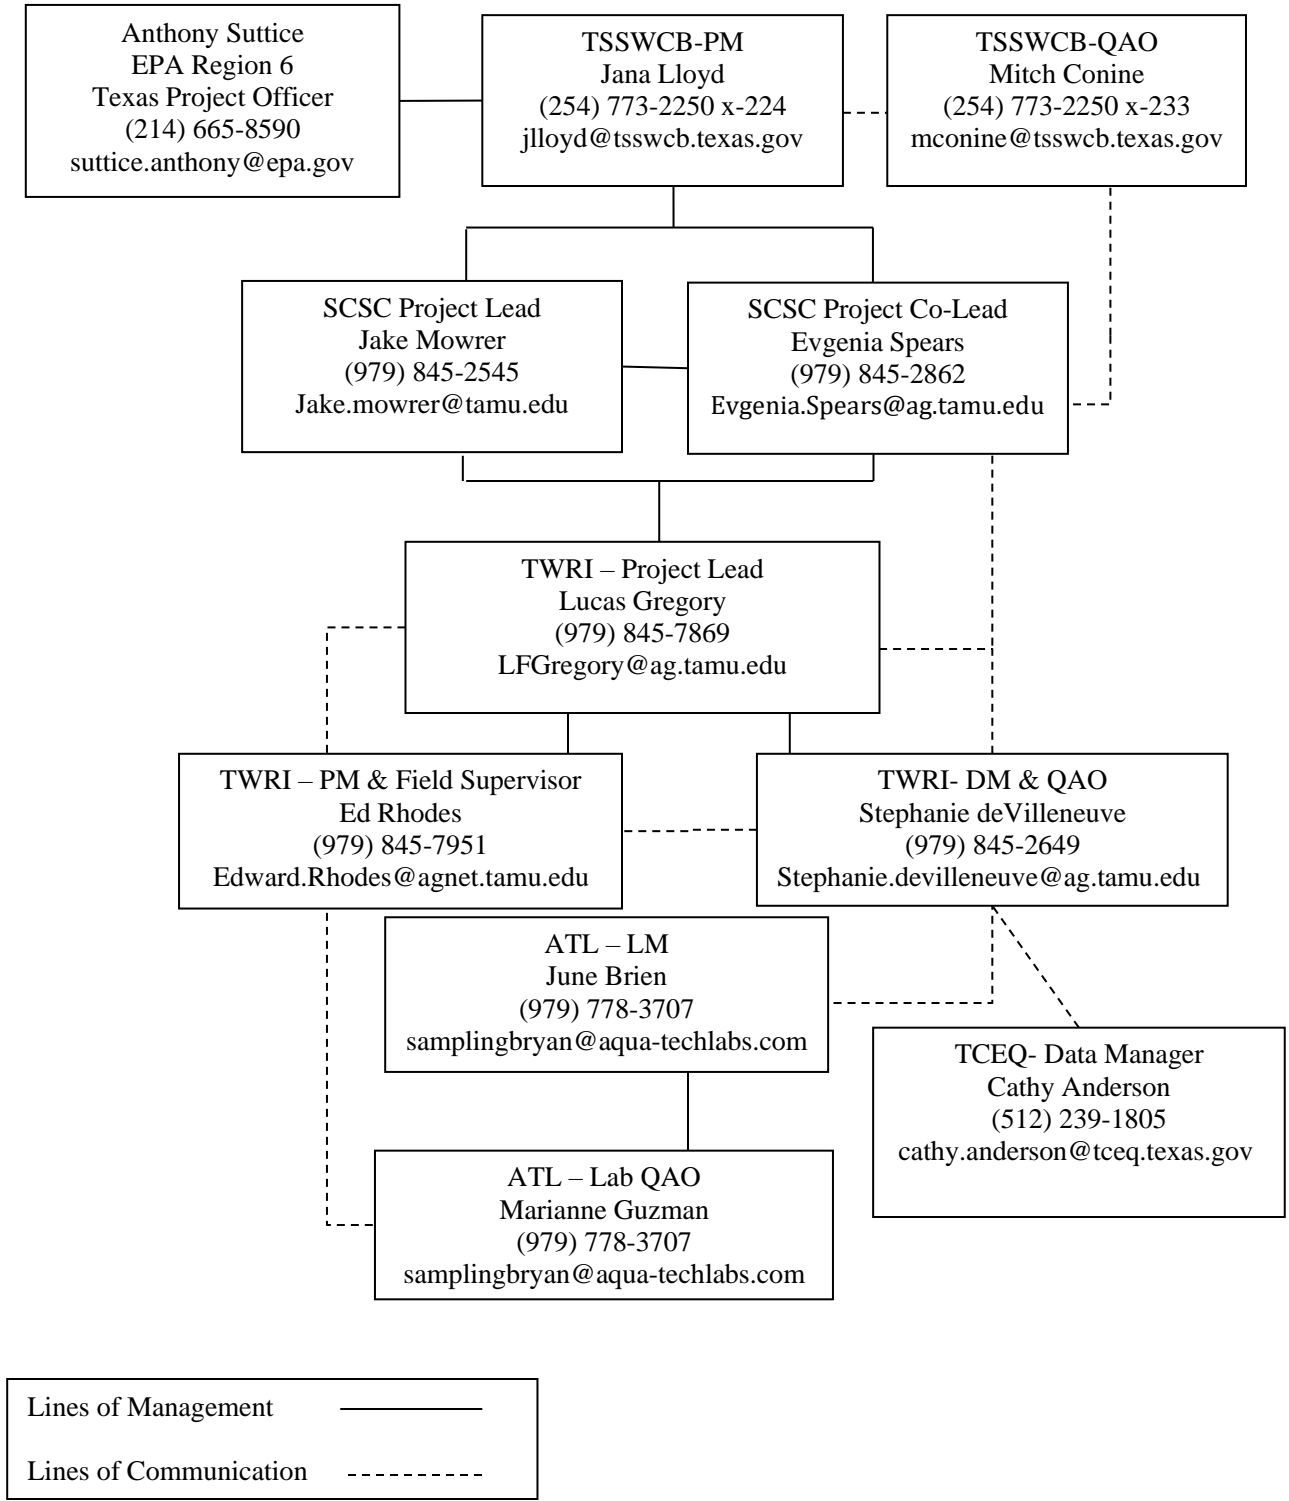 Anthony Suttice
EPA Region 6
Texas Project Officer
(214) 665-8590
suttice.anthony@epa.gov
TSSWCB-PM
Jana Lloyd
(254) 773-2250 x-224
jlloyd@tsswcb.texas.gov
TSSWCB-QAO
Mitch Conine
(254) 773-2250 x-233
mconine@tsswcb.texas.gov
SCSC Project Lead
Jake Mowrer
(979) 845-2545
Jake.mowrer@tamu.edu
SCSC Project Co-Lead
Evgenia Spears
(979) 845-2862
Evgenia.Spears@ag.tamu.edu
TWRI – Project Lead
Lucas Gregory
(979) 845-7869
LFGregory@ag.tamu.edu
TWRI – PM & Field Supervisor
Ed Rhodes
(979) 845-7951
Edward.Rhodes@agnet.tamu.edu
TWRI- DM & QAO
Stephanie deVilleneuve
(979) 845-2649
Stephanie.devilleneuve@ag.tamu.edu
ATL – LM
June Brien
(979) 778-3707
samplingbryan@aqua-techlabs.com
TCEQ- Data Manager
Cathy Anderson
(512) 239-1805
cathy.anderson@tceq.texas.gov
ATL – Lab QAO
Marianne Guzman
(979) 778-3707
samplingbryan@aqua-techlabs.com
Lines of Management
Lines of Communication